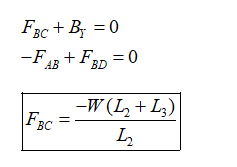 F_BC + B_Y = 0
−F_AB + F_BD = 0
F_BC = −W(L_2 + L_3) / L_2